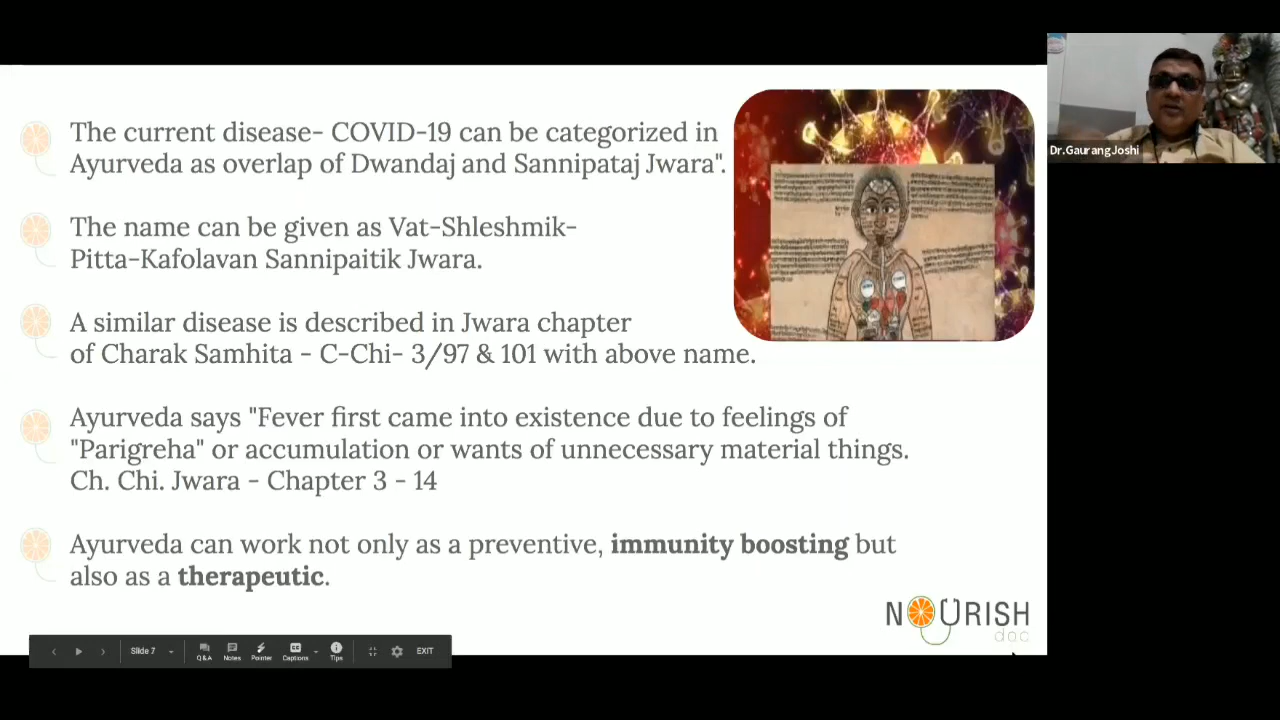 The current disease- COVID-19 can be categorized in
Ayurveda as overlap of Dwandaj and Sannipataj Jwara".
The name can be given as Vat-Shleshmik-
Pitta-Kafolavan Sannipaitik Jwara.
A similar disease is described in Jwara chapter
of Charak Samhita - C-Chi- 3/97 & 101 with above name.
Ayurveda says "Fever first came into existence due to feelings of
"Parigreha" or accumulation or wants of unnecessary material things.
Ch. Chi. Jwara - Chapter 3 - 14
Ayurveda can work not only as a preventive, immunity boosting but
also as a therapeutic.
NOURISH
doc
Slide 7
Q&A Notes Pointer Captions Tips EXIT
Dr.GaurangJoshi